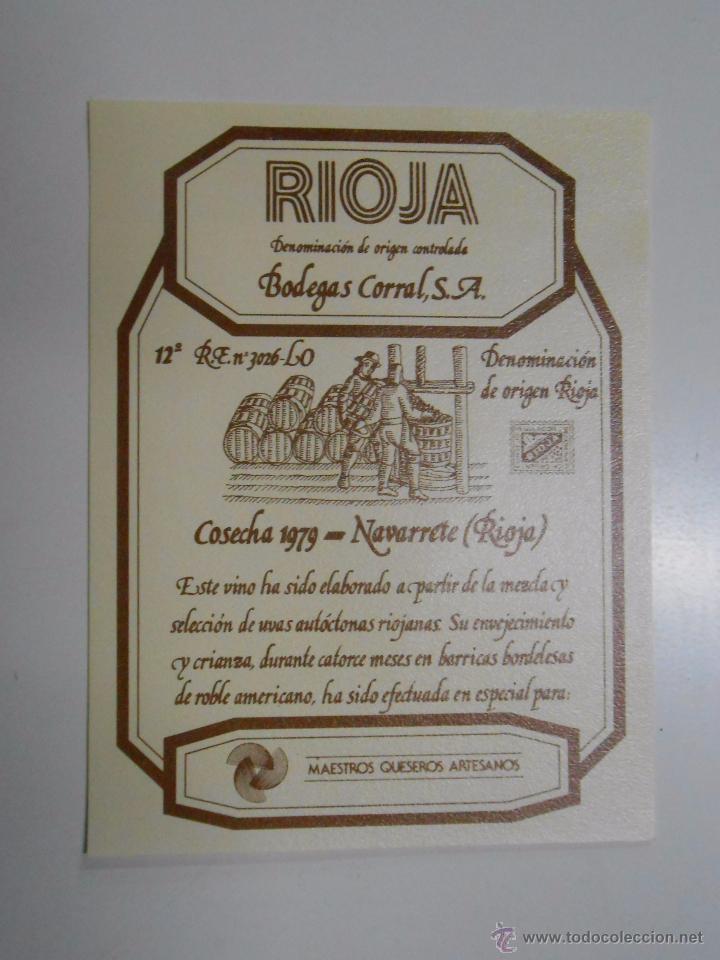 RIOJA
Denominación de origen controlada
Bodegas Corral, S.A.
12º R.E. nº 3026-LO
Denominación
de origen Rioja
RIOJA
Cosecha 1979 - Navarrete (Rioja)
Este vino ha sido elaborado a partir de la mezcla y
selección de uvas autóctonas riojanas. Su envejecimiento
y crianza, durante catorce meses en barricas bordelesas
de roble americano, ha sido efectuada en especial para:
MAESTROS QUESEROS ARTESANOS
www.todocoleccion.net